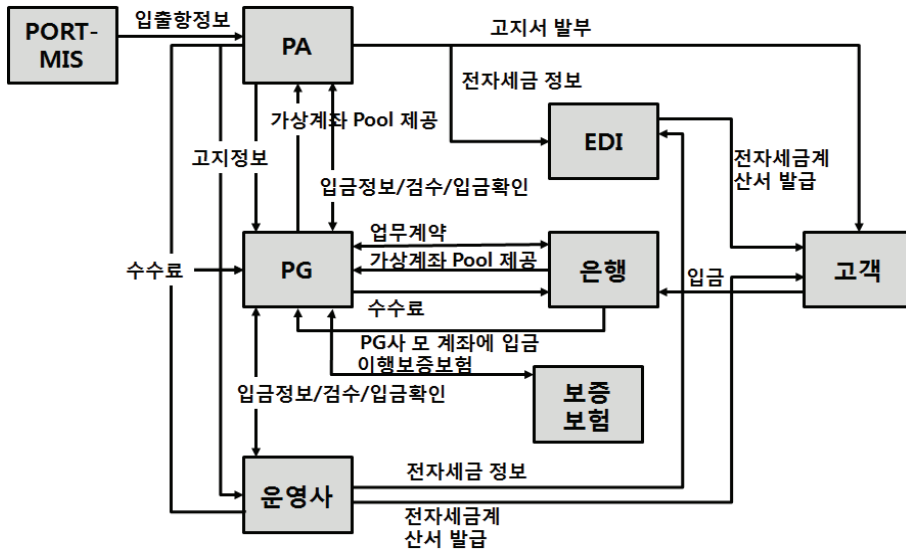 PORT-
MIS
입출항정보
PA
고지서 발부
전자세금 정보
가상계좌 Pool 제공
EDI
고지정보
전자세금계
산서 발급
입금정보/검수/입금확인
업무계약
수수료
PG
가상계좌 Pool 제공
은행
입금
고객
수수료
PG사 모 계좌에 입금
이행보증보험
입금정보/검수/입금확인
보증
보험
운영사
전자세금 정보
전자세금계
산서 발급